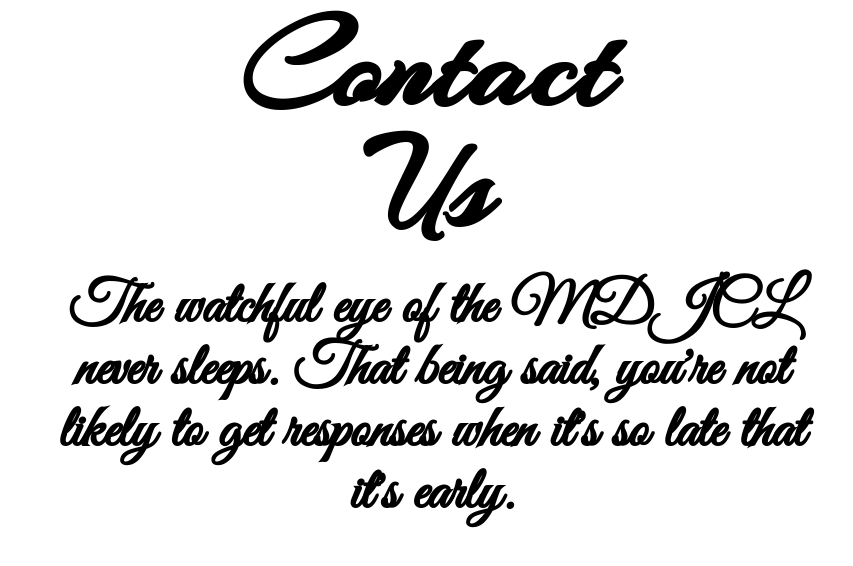 Contact
Us
The watchful eye of the MDJCL
never sleeps. That being said, you're not
likely to get responses when it's so late that
it's early.